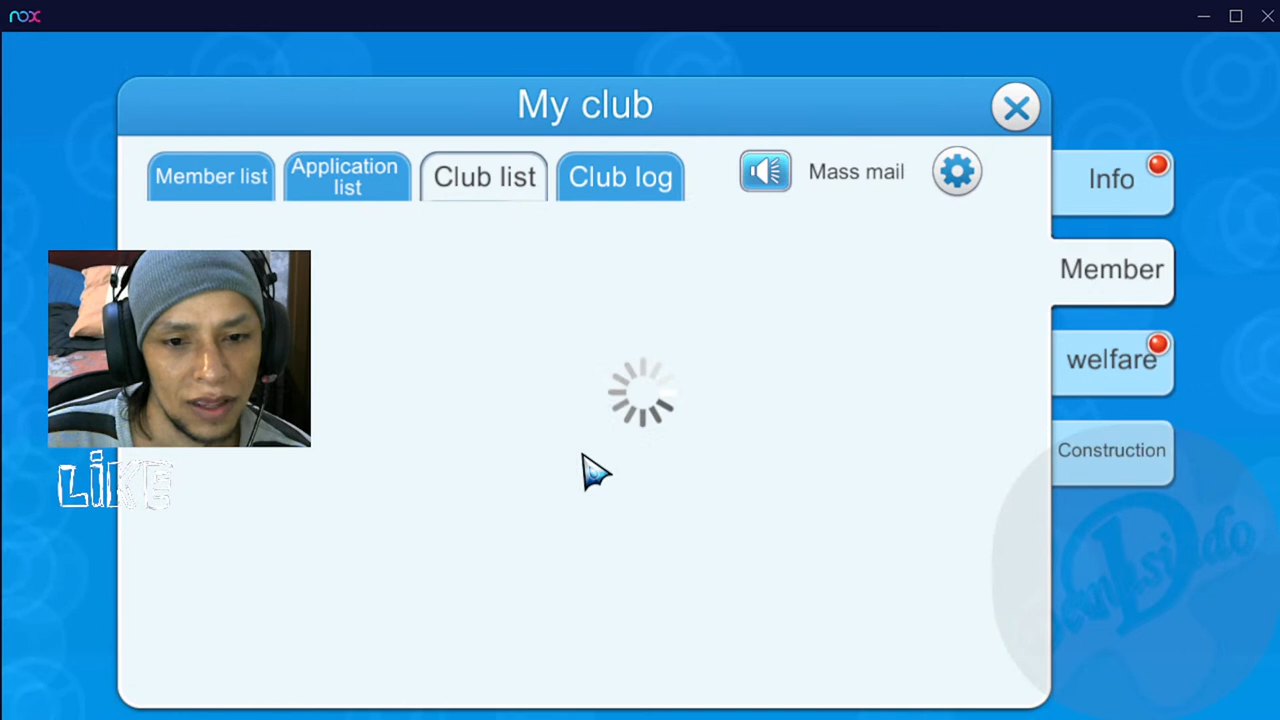 nox
My club
Member list
Application
list
Club list
Club log
Mass mail
Info
Member
welfare
Construction
LiKE